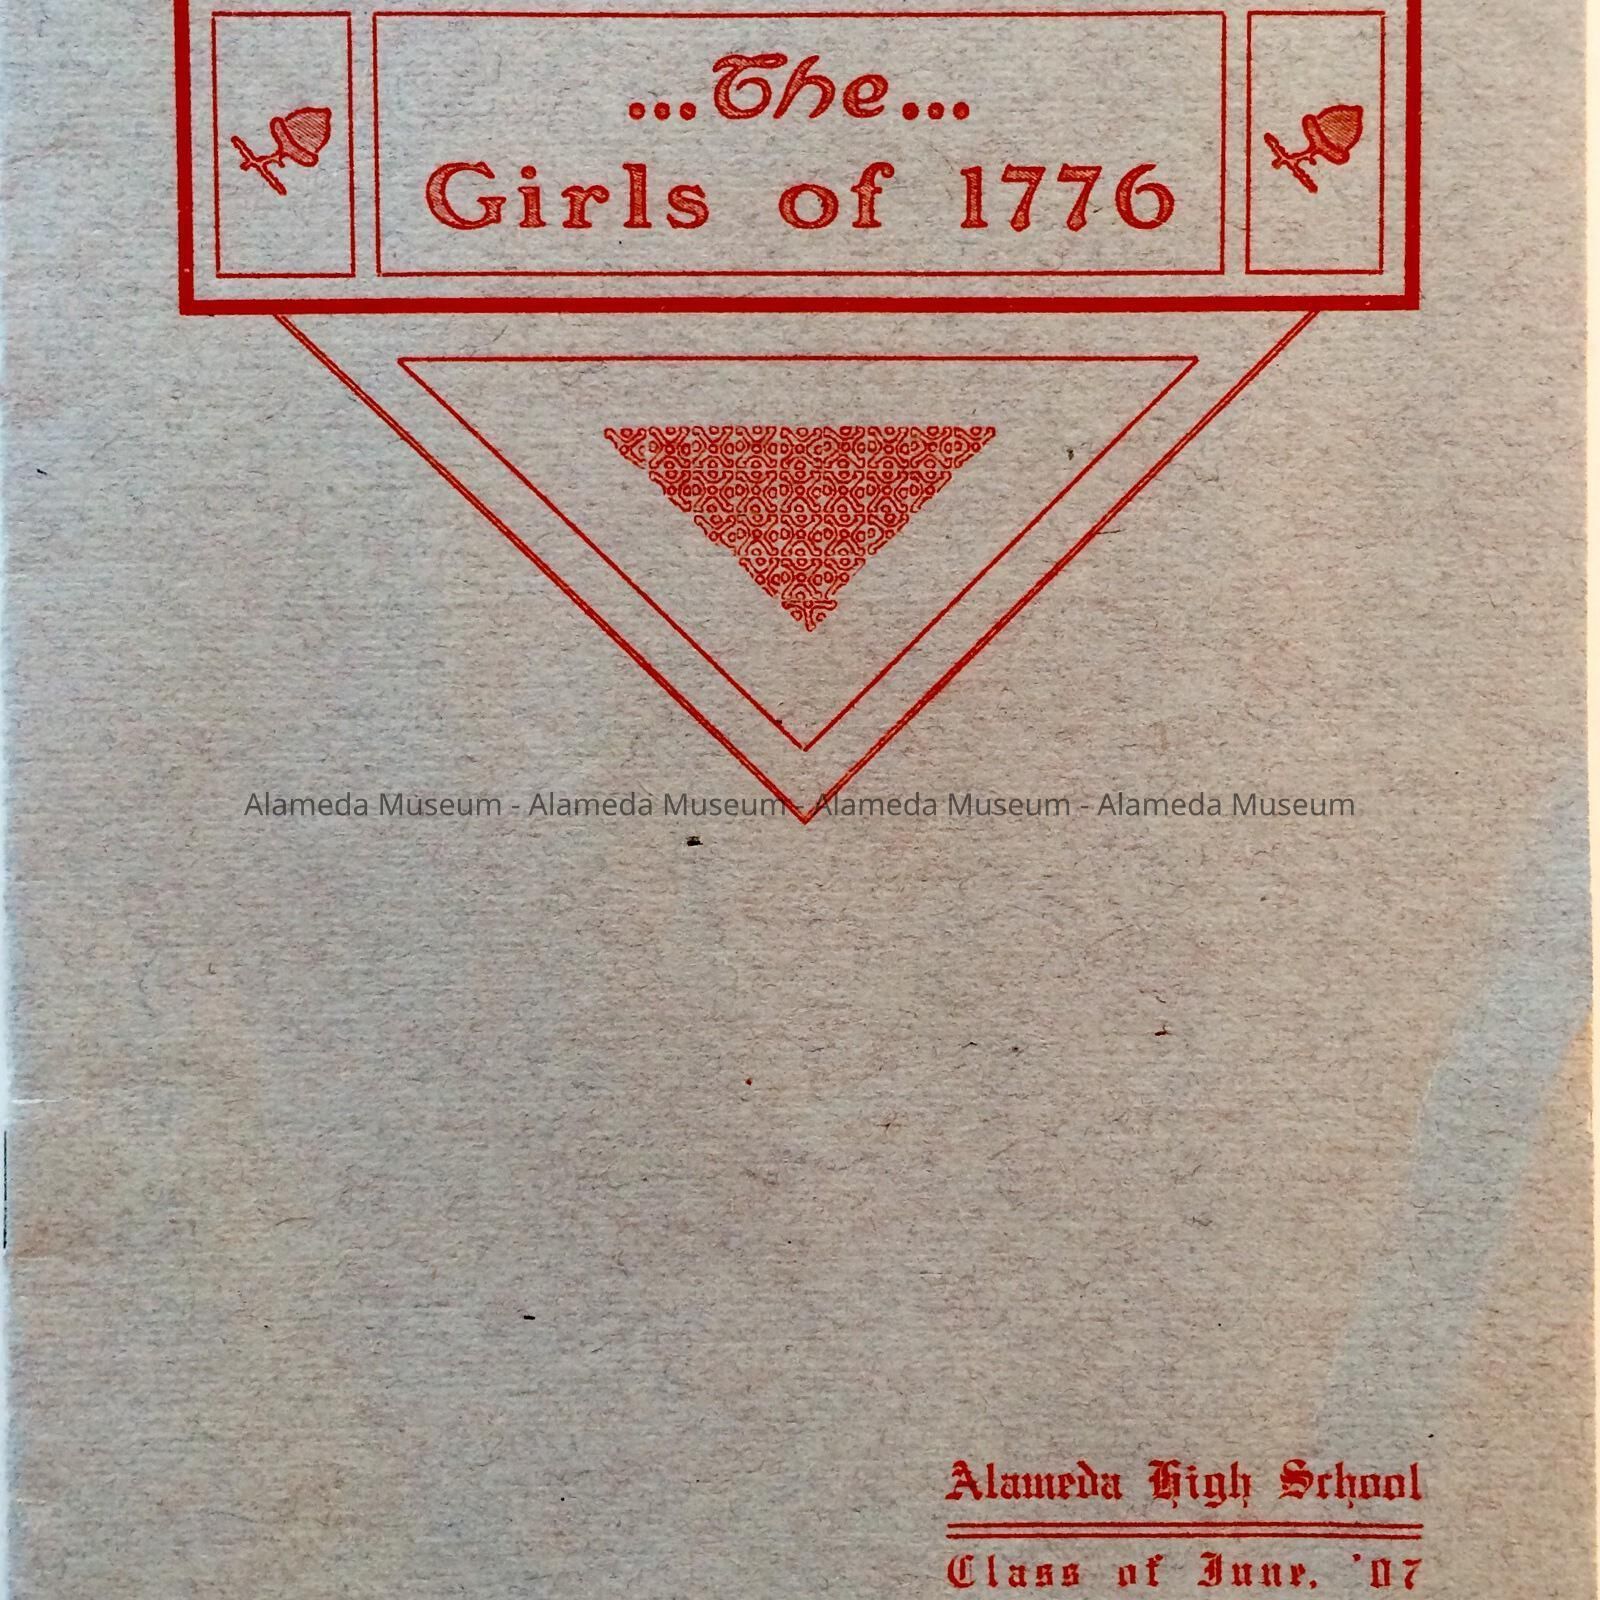 ...The...
Girls of 1776
Alameda Museum - Alameda Museum - Alameda Museum - Alameda Museum
Alameda High School
Class of June, '07